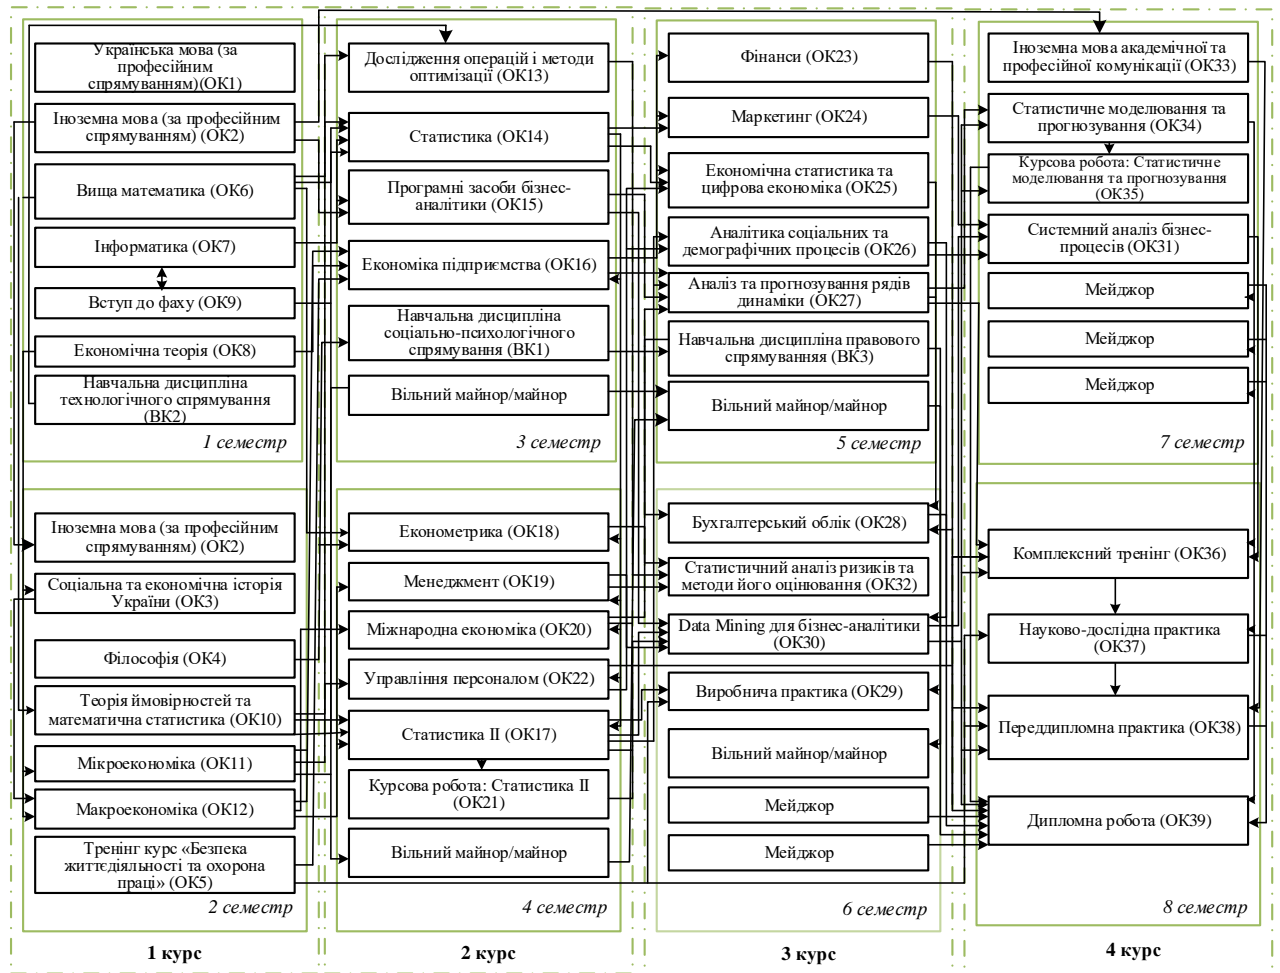 Українська мова (за
професійним
спрямуванням)(ОК1)
Іноземна мова (за професійним
спрямуванням) (ОК2)
Вища математика (ОК6)
Інформатика (ОК7)
Вступ до фаху (ОК9)
Економічна теорія (ОК8)
Навчальна дисципліна
технологічного спрямування
(ВК2)
1 семестр
Іноземна мова (за професійним
спрямуванням) (ОК2)
Соціальна та економічна історія
України (ОК3)
Філософія (ОК4)
Теорія ймовірностей та
математична статистика (ОК10)
Мікроекономіка (ОК11)
Макроекономіка (ОК12)
Тренінг курс «Безпека
життєдіяльності та охорона
праці» (ОК5)
2 семестр
1 курс
Дослідження операцій і методи
оптимізації (ОК13)
Статистика (ОК14)
Програмні засоби бізнес-
аналітики (ОК15)
Економіка підприємства (ОК16)
Навчальна дисципліна
соціально-психологічного
спрямування (ВК1)
Вільний майнор/майнор
3 семестр
Економетрика (ОК18)
Менеджмент (ОК19)
Міжнародна економіка (ОК20)
Управління персоналом (ОК22)
Статистика ІІ (ОК17)
Курсова робота: Статистика ІІ
(ОК21)
Вільний майнор/майнор
4 семестр
2 курс
Фінанси (ОК23)
Маркетинг (ОК24)
Економічна статистика та
цифрова економіка (ОК25)
Аналітика соціальних та
демографічних процесів (ОК26)
Аналіз та прогнозування рядів
динаміки (ОК27)
Навчальна дисципліна правового
спрямуванняя (ВК3)
Вільний майнор/майнор
5 семестр
Бухгалтерський облік (ОК28)
Статистичний аналіз ризиків та
методи його оцінювання (ОК32)
Data Mining для бізнес-аналітики
(ОК30)
Виробнича практика (ОК29)
Вільний майнор/майнор
Мейджор
Мейджор
6 семестр
3 курс
Іноземна мова академічної та
професійної комунікації (ОК33)
Статистичне моделювання та
прогнозування (ОК34)
Курсова робота: Статистичне
моделювання та прогнозування
(ОК35)
Системний аналіз бізнес-
процесів (ОК31)
Мейджор
Мейджор
Мейджор
7 семестр
Комплексний тренінг (ОК36)
Науково-дослідна практика
(ОК37)
Переддипломна практика (ОК38)
Дипломна робота (ОК39)
8 семестр
4 курс